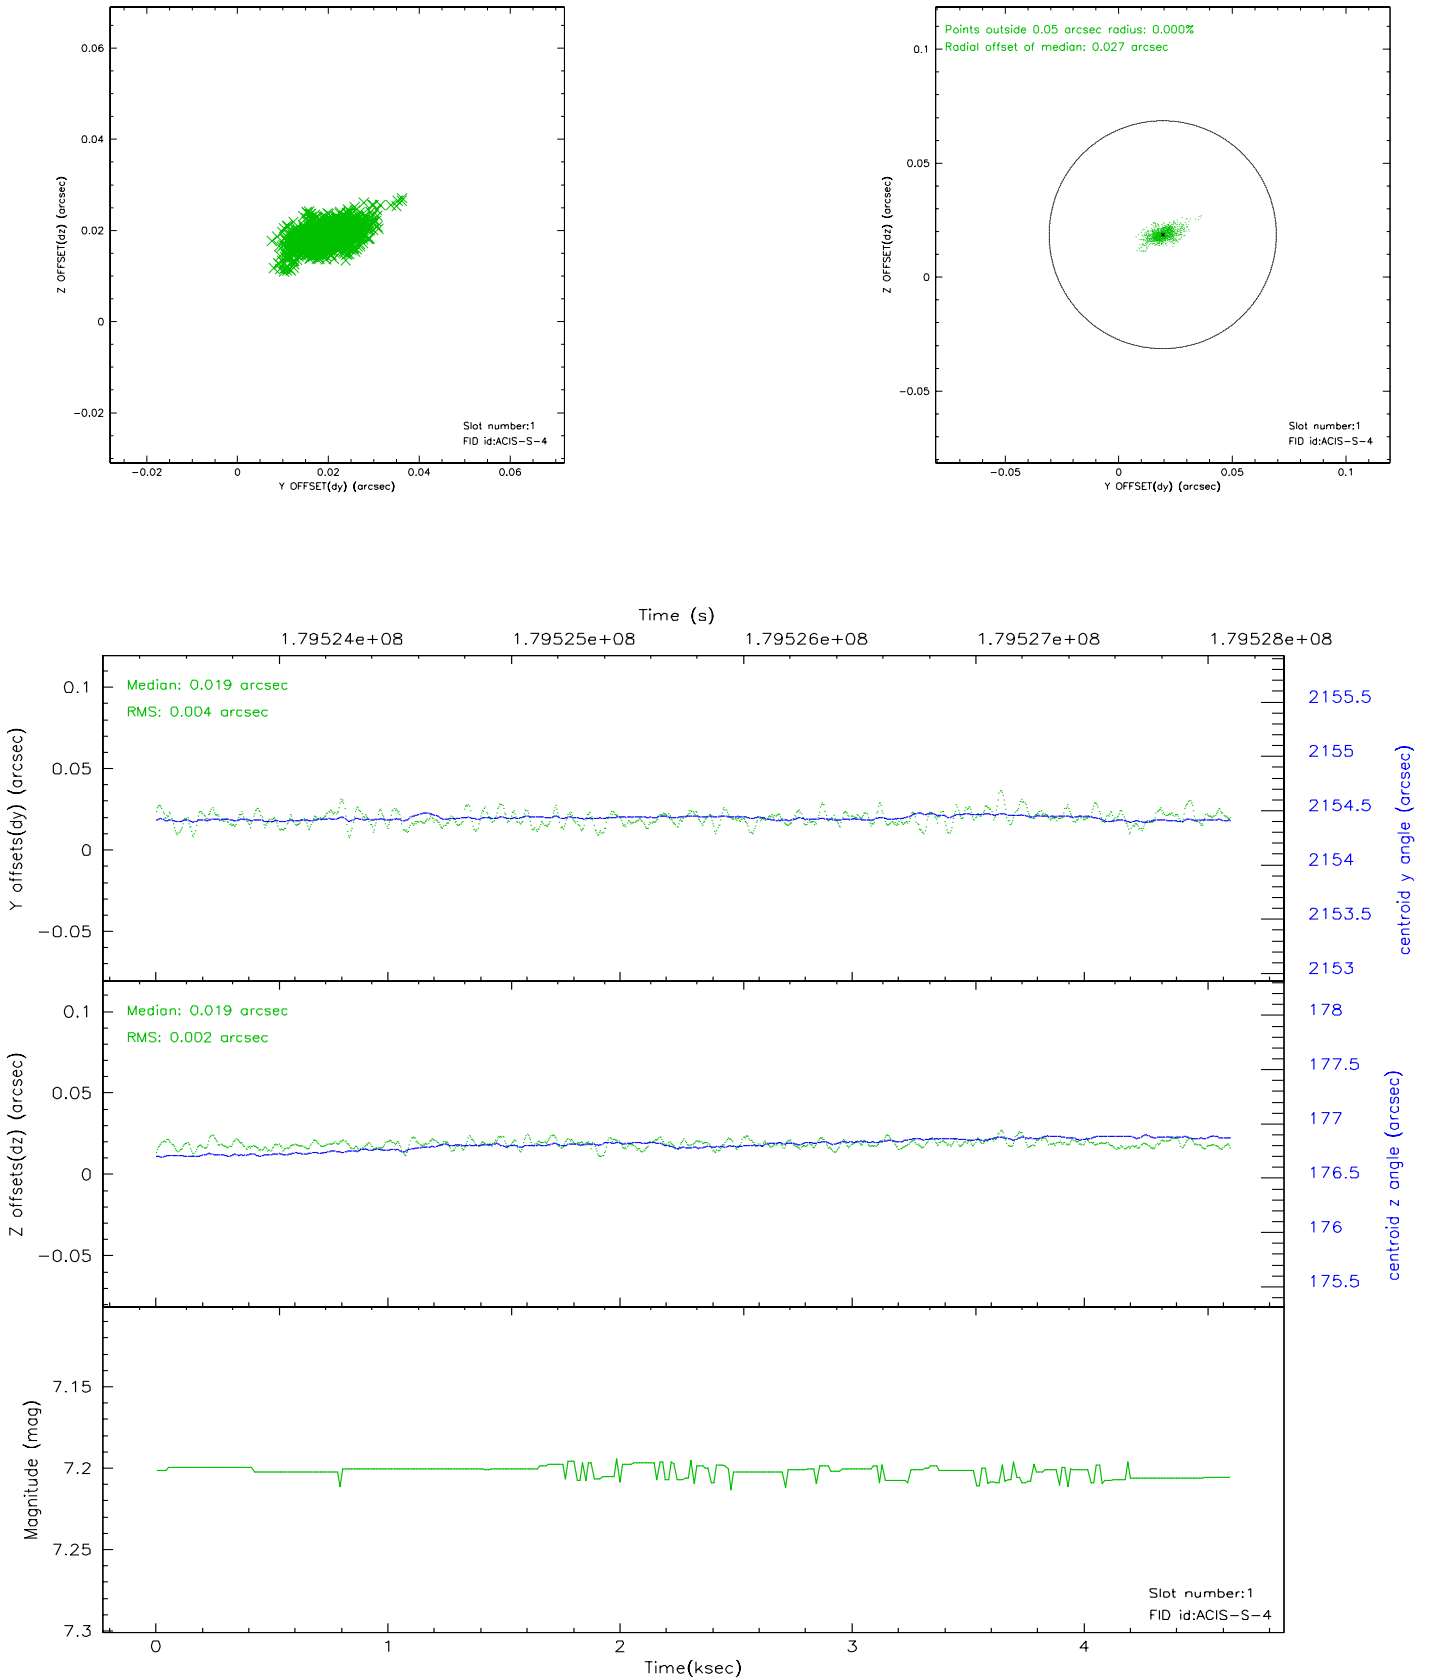 0.06
0.04
0.02
0
−0.02
Z OFFSET(dz) (arcsec)
Slot number:1
FID id:ACIS−S−4
−0.02 0 0.02 0.04 0.06
Y OFFSET(dy) (arcsec)
Points outside 0.05 arcsec radius: 0.000%
Radial offset of median: 0.027 arcsec
0.1
0.05
0
−0.05
Z OFFSET(dz) (arcsec)
Slot number:1
FID id:ACIS−S−4
−0.05 0 0.05 0.1
Y OFFSET(dy) (arcsec)
Time (s)
1.79524e+08 1.79525e+08 1.79526e+08 1.79527e+08 1.79528e+08
Median: 0.019 arcsec
RMS: 0.004 arcsec
0.1
0.05
0
−0.05
Y offsets(dy) (arcsec)
2155.5
2155
2154.5
2154
2153.5
2153
centroid y angle (arcsec)
Median: 0.019 arcsec
RMS: 0.002 arcsec
0.1
0.05
0
−0.05
Z offsets(dz) (arcsec)
178
177.5
177
176.5
176
175.5
centroid z angle (arcsec)
7.15
7.2
7.25
7.3
Magnitude (mag)
Slot number:1
FID id:ACIS−S−4
0 1 2 3 4
Time(ksec)